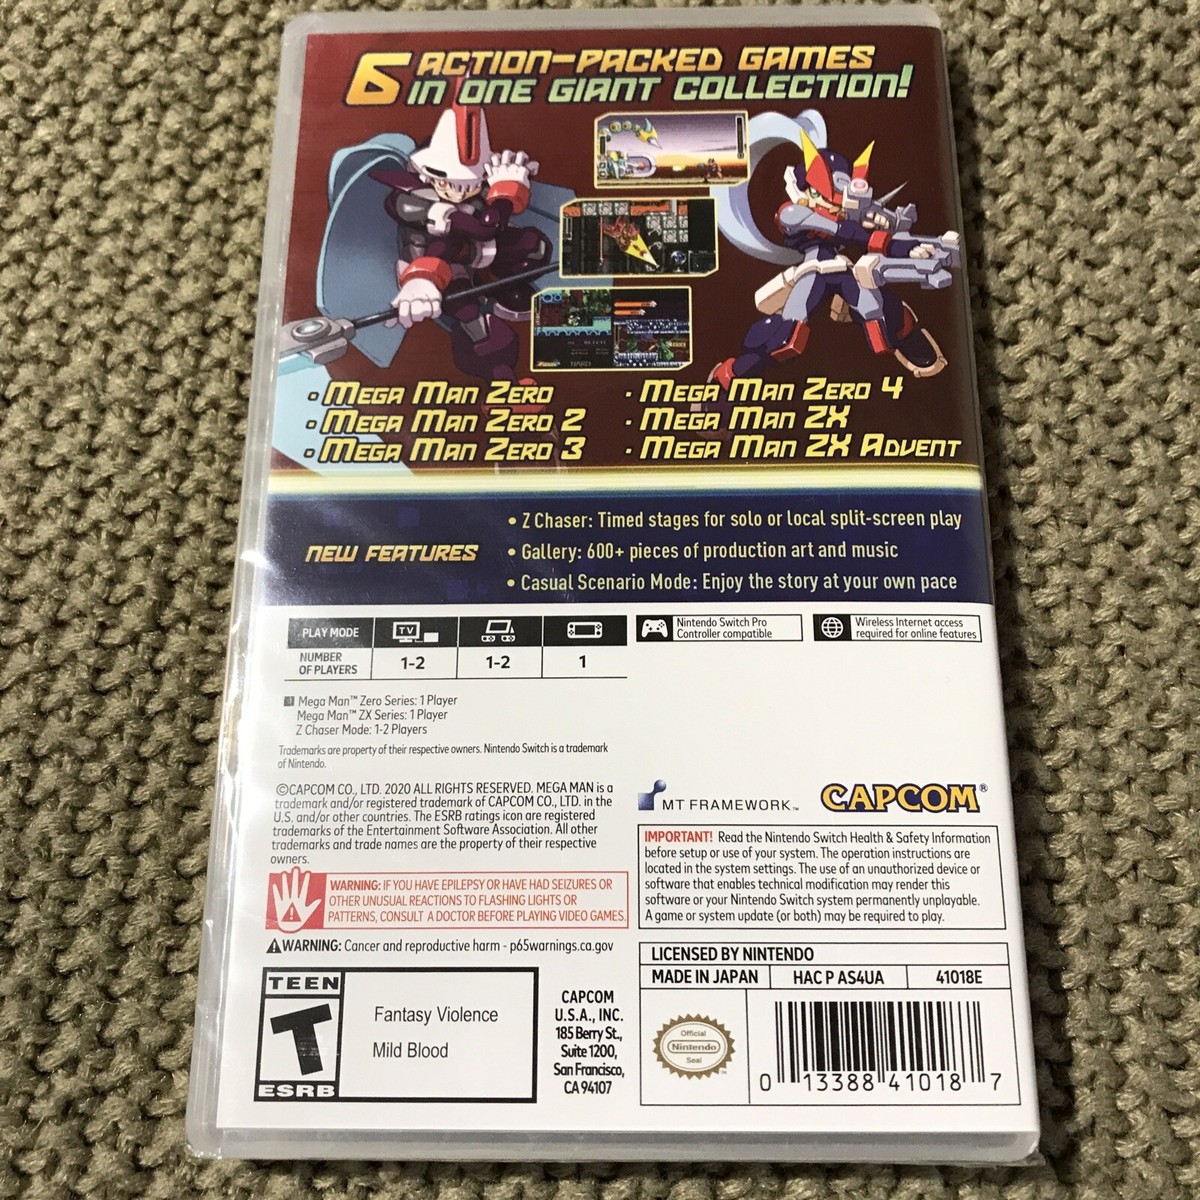 6 ACTION-PACKED GAMES
IN ONE GIANT COLLECTION!
• MEGA MAN ZERO
• MEGA MAN ZERO 2
• MEGA MAN ZERO 3
• MEGA MAN ZERO 4
• MEGA MAN ZX
• MEGA MAN ZX ADVENT
NEW FEATURES
• Z Chaser: Timed stages for solo or local split-screen play
• Gallery: 600+ pieces of production art and music
• Casual Scenario Mode: Enjoy the story at your own pace
PLAY MODE
TV
NUMBER
OF PLAYERS
1-2
1-2
1
Nintendo Switch Pro
Controller compatible
Wireless Internet access
required for online features
Mega Man™ Zero Series: 1 Player
Mega Man™ ZX Series: 1 Player
Z Chaser Mode: 1-2 Players
Trademarks are property of their respective owners. Nintendo Switch is a trademark
of Nintendo.
©CAPCOM CO., LTD. 2020 ALL RIGHTS RESERVED. MEGA MAN is a
trademark and/or registered trademark of CAPCOM CO., LTD. in the
U.S. and/or other countries. The ESRB ratings icon are registered
trademarks of the Entertainment Software Association. All other
trademarks and trade names are the property of their respective
owners.
WARNING: IF YOU HAVE EPILEPSY OR HAVE HAD SEIZURES OR
OTHER UNUSUAL REACTIONS TO FLASHING LIGHTS OR
PATTERNS, CONSULT A DOCTOR BEFORE PLAYING VIDEO GAMES.
WARNING: Cancer and reproductive harm - p65warnings.ca.gov
TEEN
T
ESRB
Fantasy Violence
Mild Blood
CAPCOM
U.S.A., INC.
185 Berry St.,
Suite 1200,
San Francisco,
CA 94107
MT FRAMEWORK™
CAPCOM®
IMPORTANT! Read the Nintendo Switch Health & Safety Information
before setup or use of your system. The operation instructions are
located in the system settings. The use of an unauthorized device or
software that enables technical modification may render this
software or your Nintendo Switch system permanently unplayable.
A game or system update (or both) may be required to play.
LICENSED BY NINTENDO
MADE IN JAPAN
HAC P AS4UA
41018E
Official
Nintendo
Seal
0 13388 41018 7